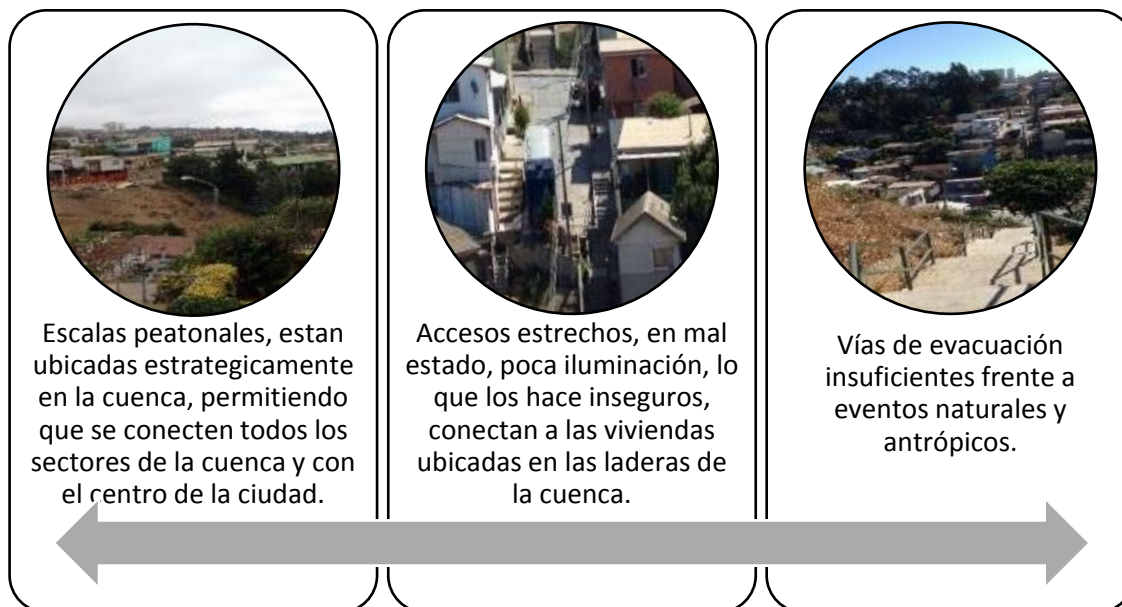 Escalas peatonales, estan
ubicadas estrategicamente
en la cuenca, permitiendo
que se conecten todos los
sectores de la cuenca y con
el centro de la ciudad.
Accesos estrechos, en mal
estado, poca iluminación, lo
que los hace inseguros,
conectan a las viviendas
ubicadas en las laderas de
la cuenca.
Vías de evacuación
insuficientes frente a
eventos naturales y
antrópicos.